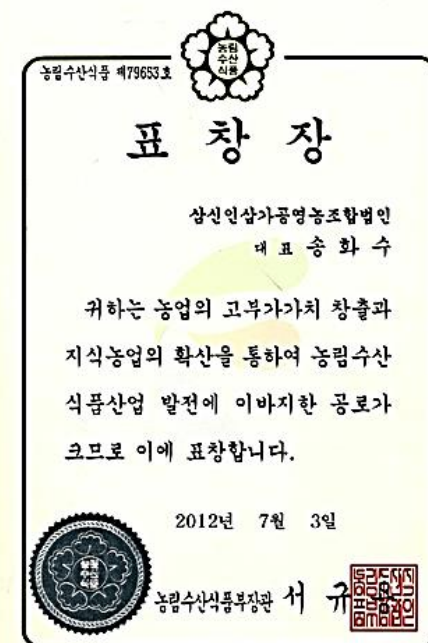 농림
수산
식품
농림수산식품 제79653호
표 창 장
삼신인삼가공영농조합법인
대 표 송 화 수
귀하는 농업의 고부가가치 창출과
지식농업의 확산을 통하여 농림수산
식품산업 발전에 이바지한 공로가
크므로 이에 표창합니다.
2012년 7월 3일
농림수산식품부장관 서 규 용